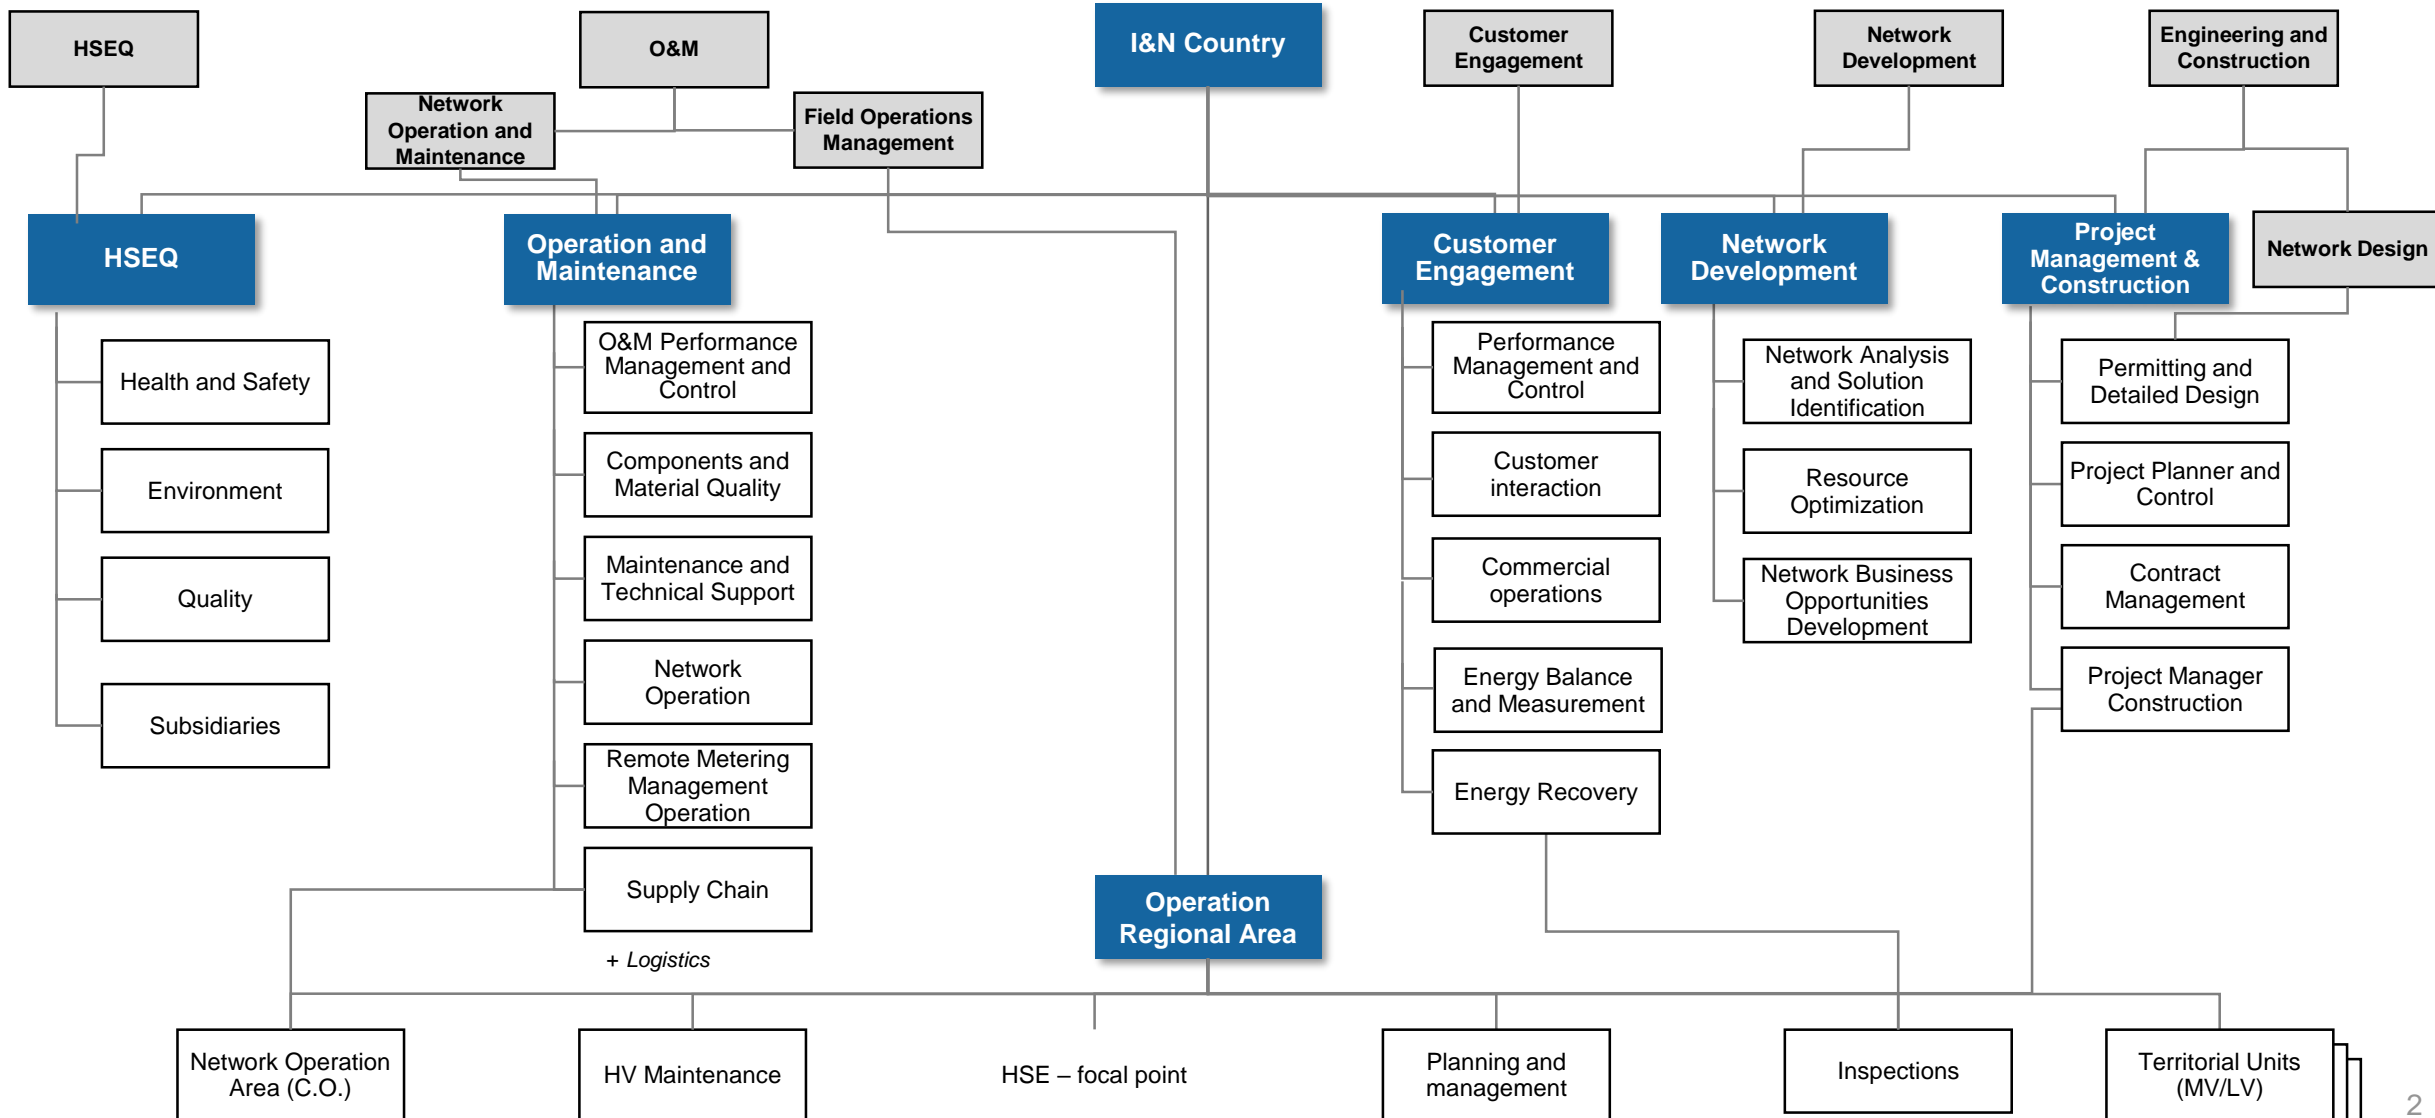 HSEQ
O&M
I&N Country
Customer
Engagement
Network
Development
Engineering and
Construction
Network
Operation and
Maintenance
Field Operations
Management
HSEQ
Operation and
Maintenance
Customer
Engagement
Network
Development
Project
Management &
Construction
Network Design
Health and Safety
Environment
Quality
Subsidiaries
O&M Performance
Management and
Control
Components and
Material Quality
Maintenance and
Technical Support
Network
Operation
Remote Metering
Management
Operation
Supply Chain
+ Logistics
Performance
Management and
Control
Customer
interaction
Commercial
operations
Energy Balance
and Measurement
Energy Recovery
Network Analysis
and Solution
Identification
Resource
Optimization
Network Business
Opportunities
Development
Permitting and
Detailed Design
Project Planner and
Control
Contract
Management
Project Manager
Construction
Operation
Regional Area
Network Operation
Area (C.O.)
HV Maintenance
HSE – focal point
Planning and
management
Inspections
Territorial Units
(MV/LV)
2